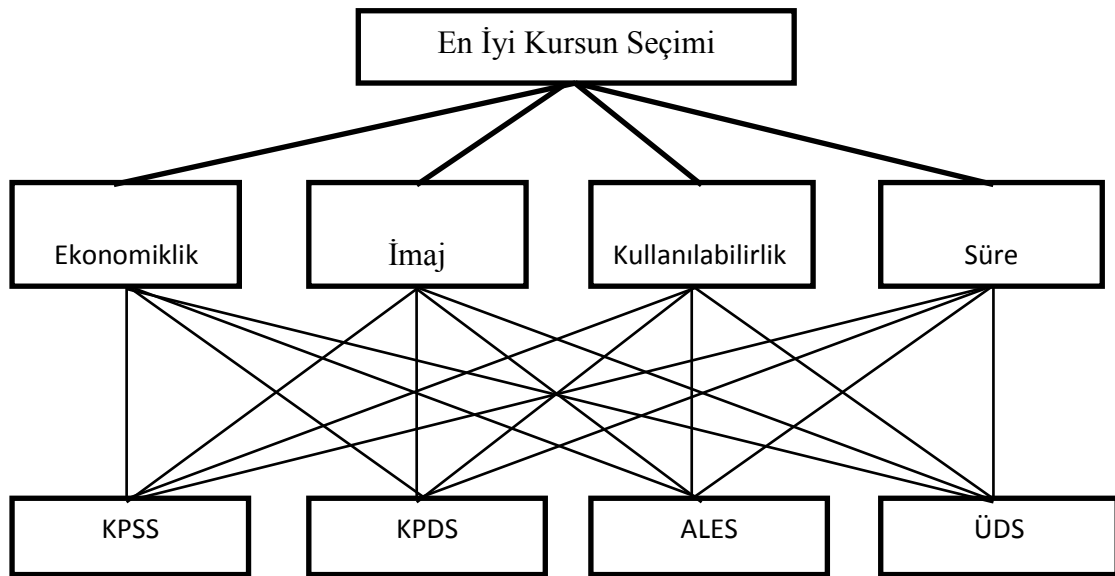 En İyi Kursun Seçimi
Ekonomiklik
İmaj
Kullanılabilirlik
Süre
KPSS
KPDS
ALES
ÜDS